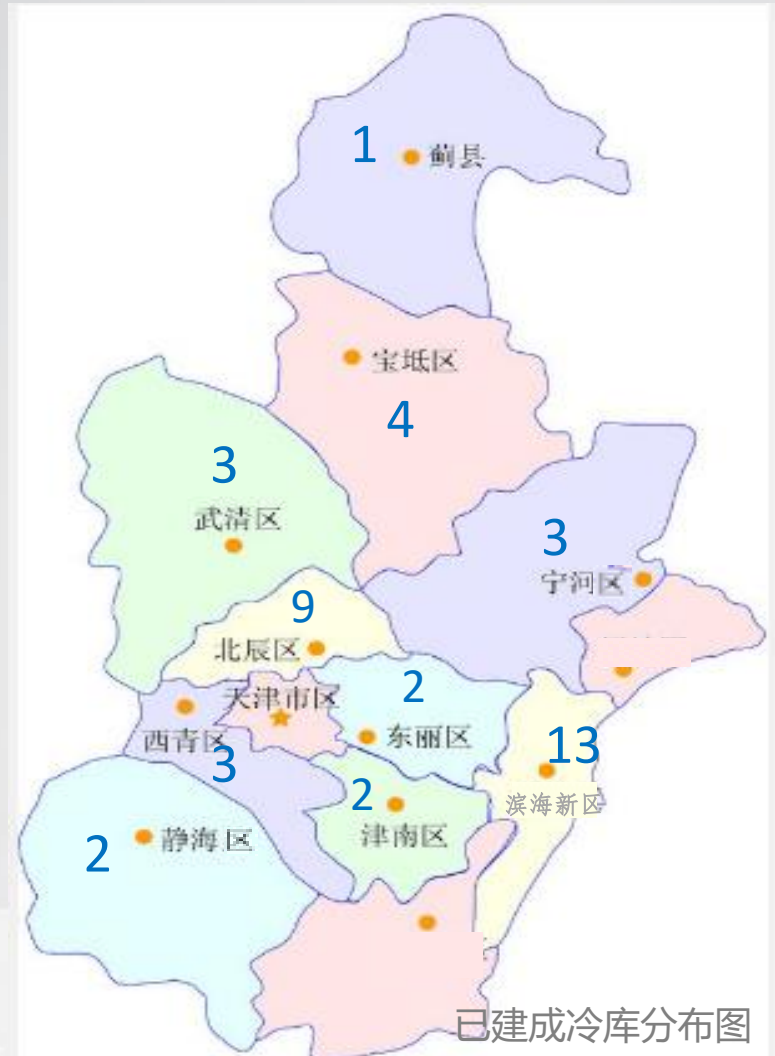 1
蓟县
宝坻区
4
3
武清区
3
宁河区
9
北辰区
天津市区
2
西青区
东丽区
13
3
2
滨海新区
津南区
2
静海区
已建成冷库分布图